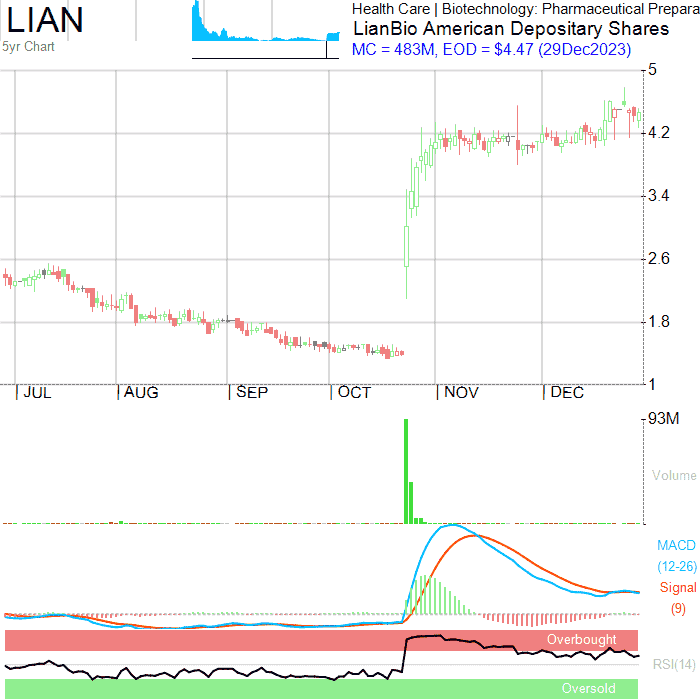 LIAN
5yr Chart
Health Care | Biotechnology: Pharmaceutical Prepara
LianBio American Depositary Shares
MC = 483M, EOD = $4.47 (29Dec2023)
5
4.2
3.4
2.6
1.8
1
JUL AUG SEP OCT NOV DEC
93M
Volume
MACD
(12-26)
Signal
(9)
Overbought
RSI(14)
Oversold